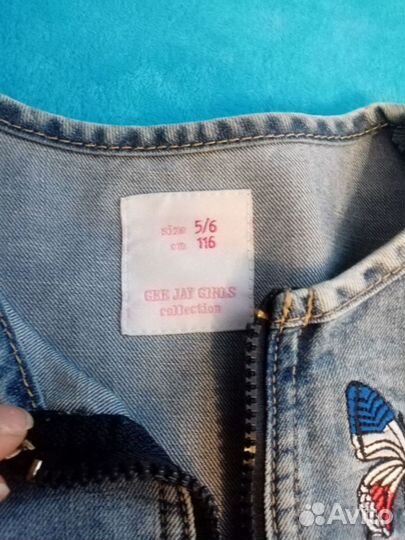 size 5/6
cm 116
GEE JAY GIRLS
collection
Avito